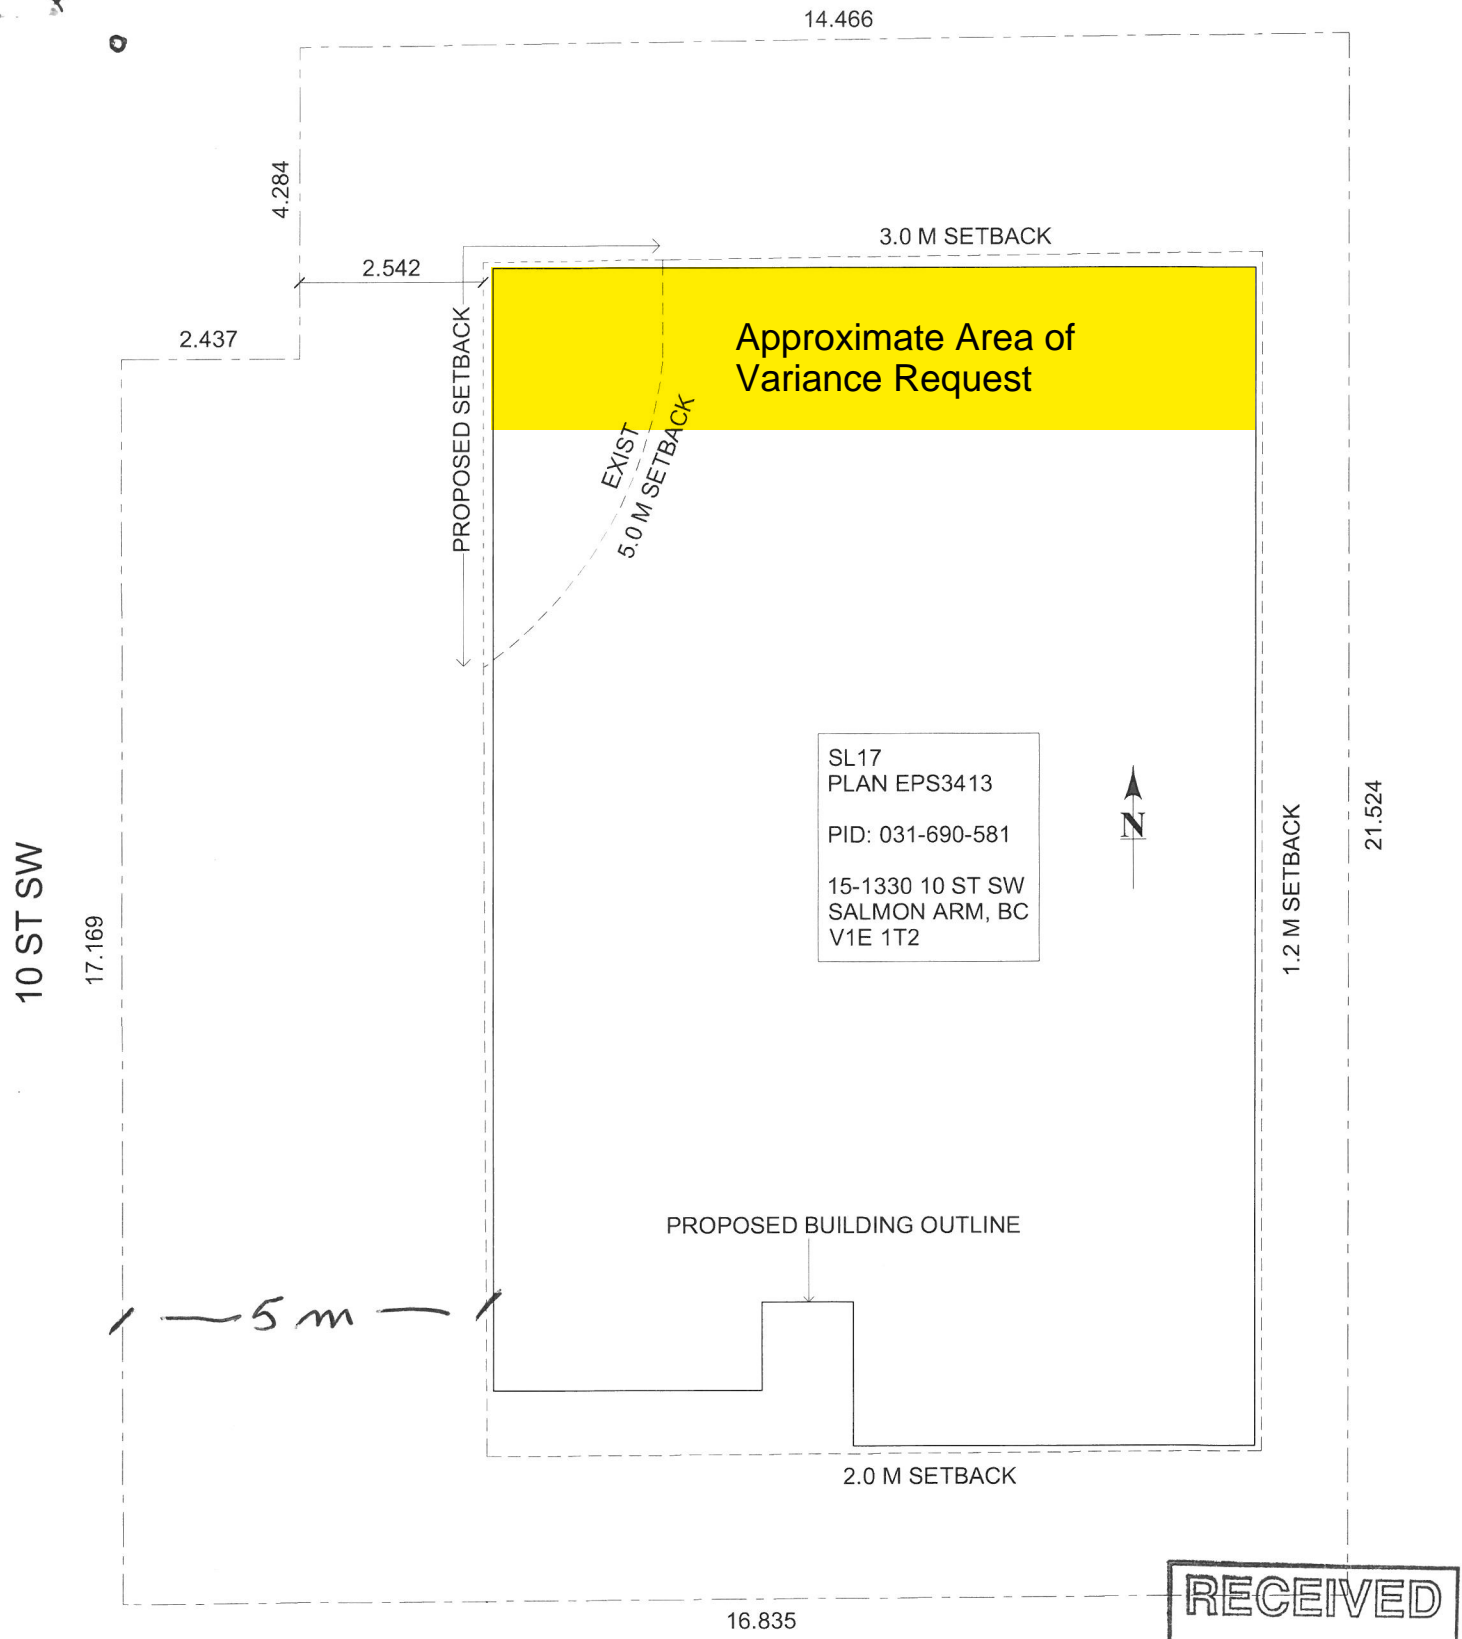 14.466
4.284
3.0 M SETBACK
2.542
2.437
PROPOSED SETBACK
Approximate Area of
Variance Request
EXIST
5.0 M SETBACK
SL17
PLAN EPS3413
PID: 031-690-581
15-1330 10 ST SW
SALMON ARM, BC
V1E 1T2
N
21.524
1.2 M SETBACK
10 ST SW
17.169
PROPOSED BUILDING OUTLINE
5 m
2.0 M SETBACK
RECEIVED
16.835